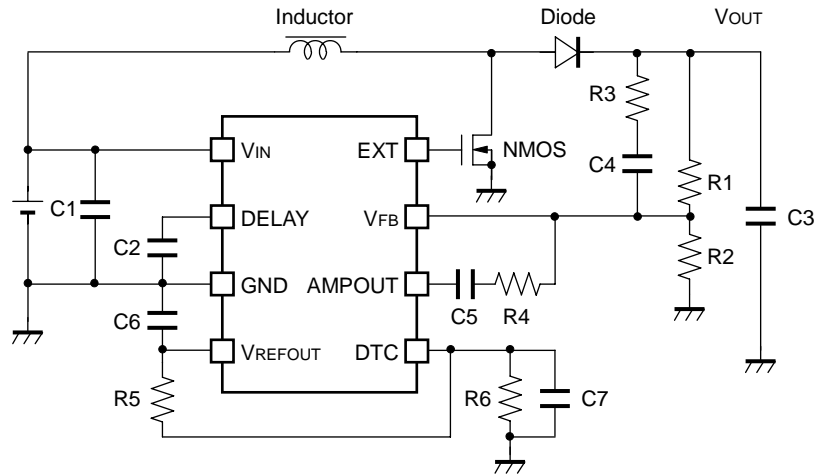 Inductor
Diode
VOUT
R3
VIN
EXT
NMOS
C4
R1
C1
DELAY
VFB
C3
C2
R2
GND
AMPOUT
C5
R4
C6
VREFOUT
DTC
R5
R6
C7